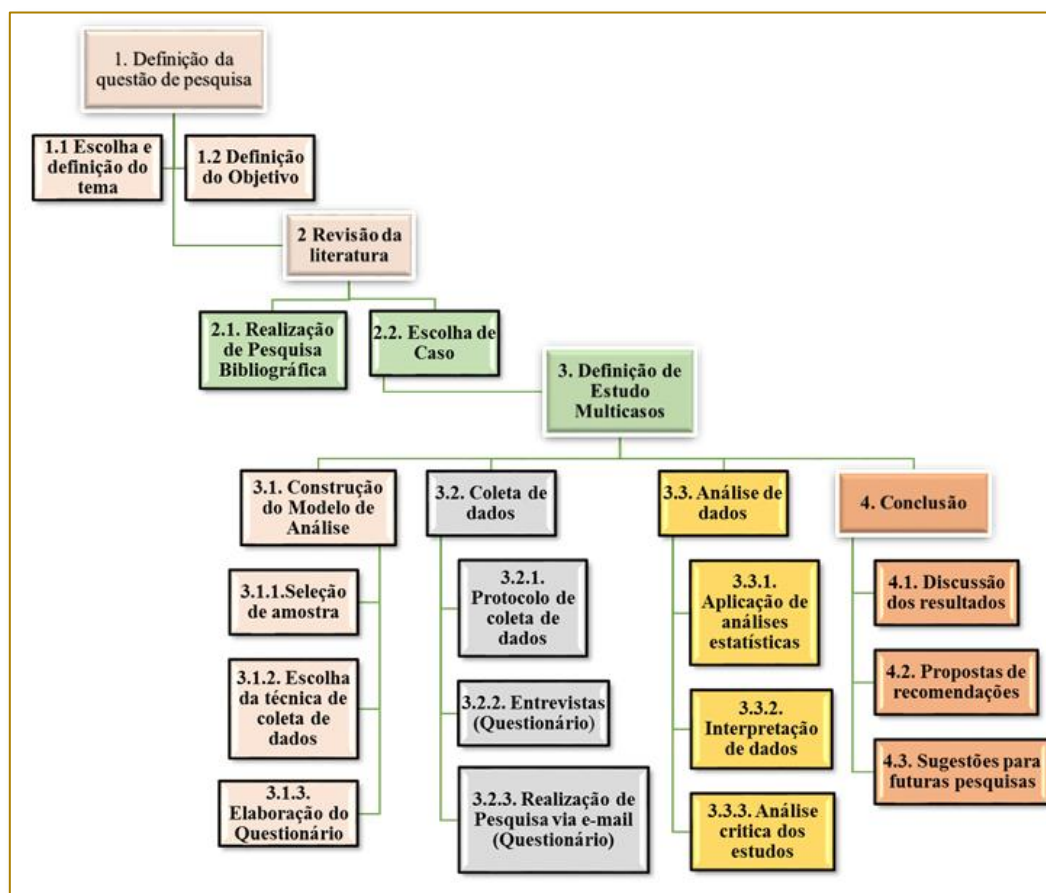 1. Definição da
questão de pesquisa
1.1 Escolha e
definição do
tema
1.2 Definição
do Objetivo
2 Revisão da
literatura
2.1. Realização
de Pesquisa
Bibliográfica
2.2. Escolha de
Caso
3. Definição de
Estudo
Multicasos
3.1. Construção
do Modelo de
Análise
3.1.1.Seleção
de amostra
3.1.2. Escolha
da técnica de
coleta de
dados
3.1.3.
Elaboração do
Questionário
3.2. Coleta de
dados
3.2.1.
Protocolo de
coleta de
dados
3.2.2. Entrevistas
(Questionário)
3.2.3. Realização de
Pesquisa via e-mail
(Questionário)
3.3. Análise de
dados
3.3.1.
Aplicação de
análises
estatísticas
3.3.2.
Interpretação
de dados
3.3.3. Análise
critica dos
estudos
4. Conclusão
4.1. Discussão
dos resultados
4.2. Propostas de
recomendações
4.3. Sugestões para
futuras pesquisas